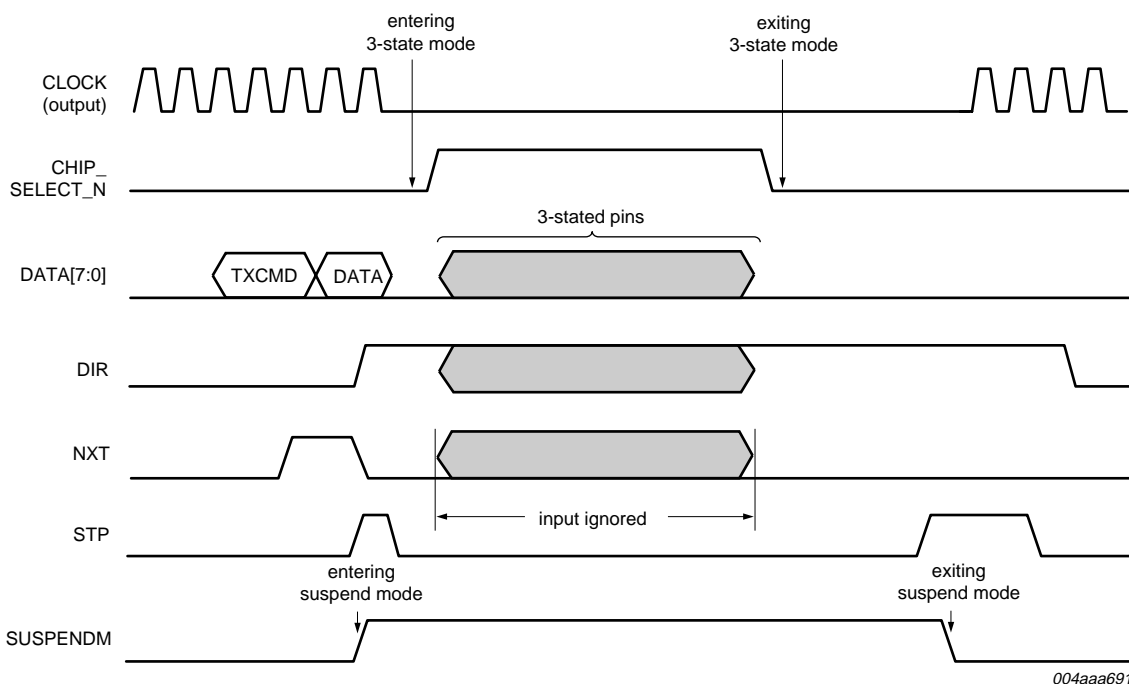 entering
3-state mode
exiting
3-state mode
CLOCK
(output)
CHIP_
SELECT_N
3-stated pins
DATA[7:0]
TXCMD
DATA
DIR
NXT
input ignored
STP
entering
suspend mode
exiting
suspend mode
SUSPENDM
004aaa691